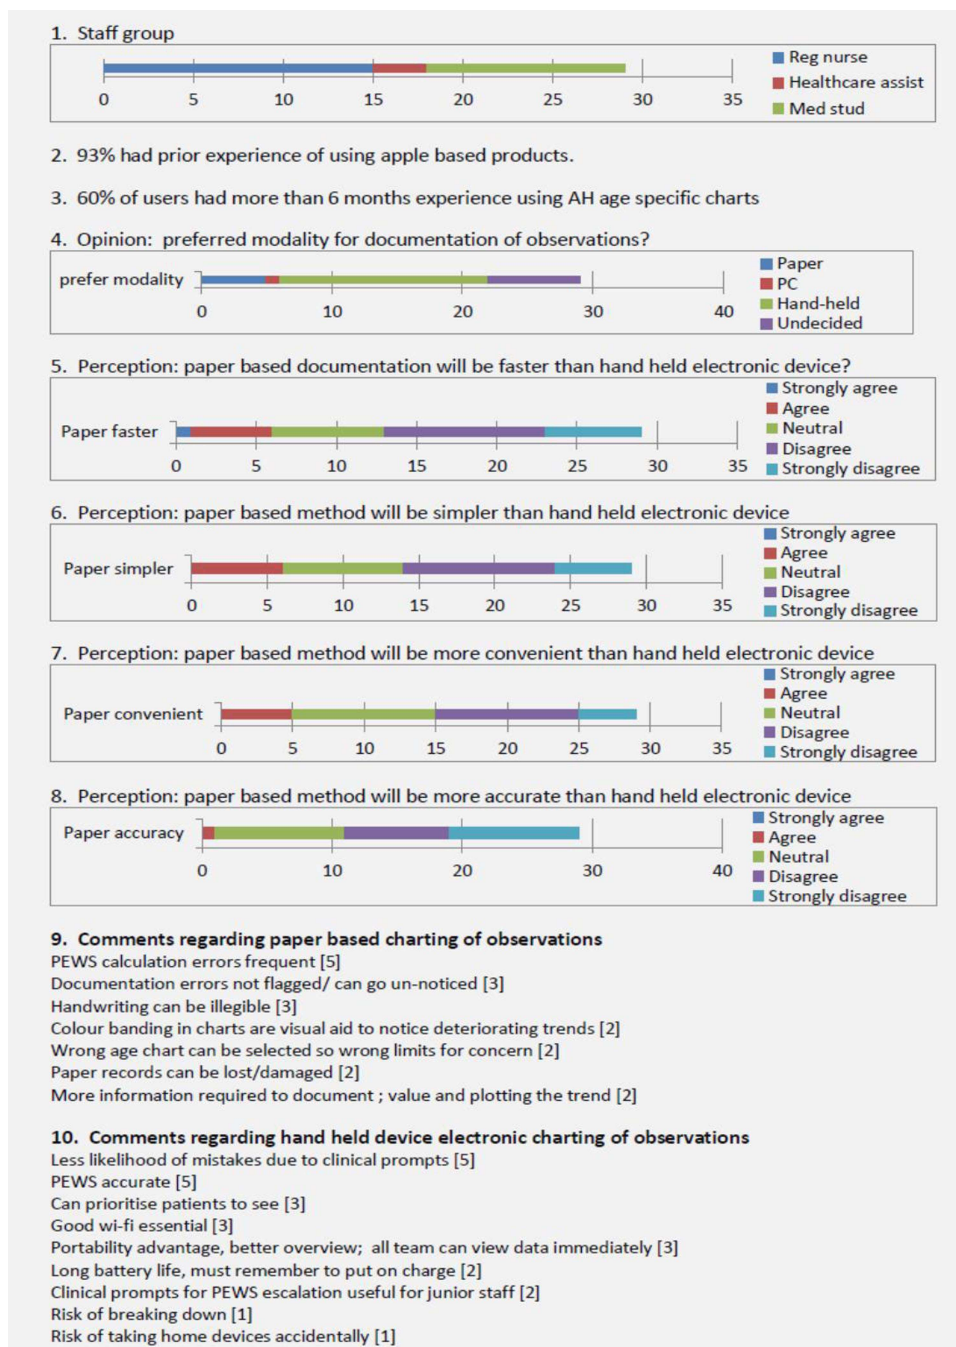 1. Staff group
Reg nurse
Healthcare assist
Med stud
0 5 10 15 20 25 30 35
2. 93% had prior experience of using apple based products.
3. 60% of users had more than 6 months experience using AH age specific charts
4. Opinion: preferred modality for documentation of observations?
prefer modality
Paper
PC
Hand-held
Undecided
0 10 20 30 40
5. Perception: paper based documentation will be faster than hand held electronic device?
Paper faster
Strongly agree
Agree
Neutral
Disagree
Strongly disagree
0 5 10 15 20 25 30 35
6. Perception: paper based method will be simpler than hand held electronic device
Paper simpler
Strongly agree
Agree
Neutral
Disagree
Strongly disagree
0 5 10 15 20 25 30 35
7. Perception: paper based method will be more convenient than hand held electronic device
Paper convenient
Strongly agree
Agree
Neutral
Disagree
Strongly disagree
0 5 10 15 20 25 30 35
8. Perception: paper based method will be more accurate than hand held electronic device
Paper accuracy
Strongly agree
Agree
Neutral
Disagree
Strongly disagree
0 10 20 30 40
9. Comments regarding paper based charting of observations
PEWS calculation errors frequent [5]
Documentation errors not flagged/ can go un-noticed [3]
Handwriting can be illegible [3]
Colour banding in charts are visual aid to notice deteriorating trends [2]
Wrong age chart can be selected so wrong limits for concern [2]
Paper records can be lost/damaged [2]
More information required to document ; value and plotting the trend [2]
10. Comments regarding hand held device electronic charting of observations
Less likelihood of mistakes due to clinical prompts [5]
PEWS accurate [5]
Can prioritise patients to see [3]
Good wi-fi essential [3]
Portability advantage, better overview; all team can view data immediately [3]
Long battery life, must remember to put on charge [2]
Clinical prompts for PEWS escalation useful for junior staff [2]
Risk of breaking down [1]
Risk of taking home devices accidentally [1]